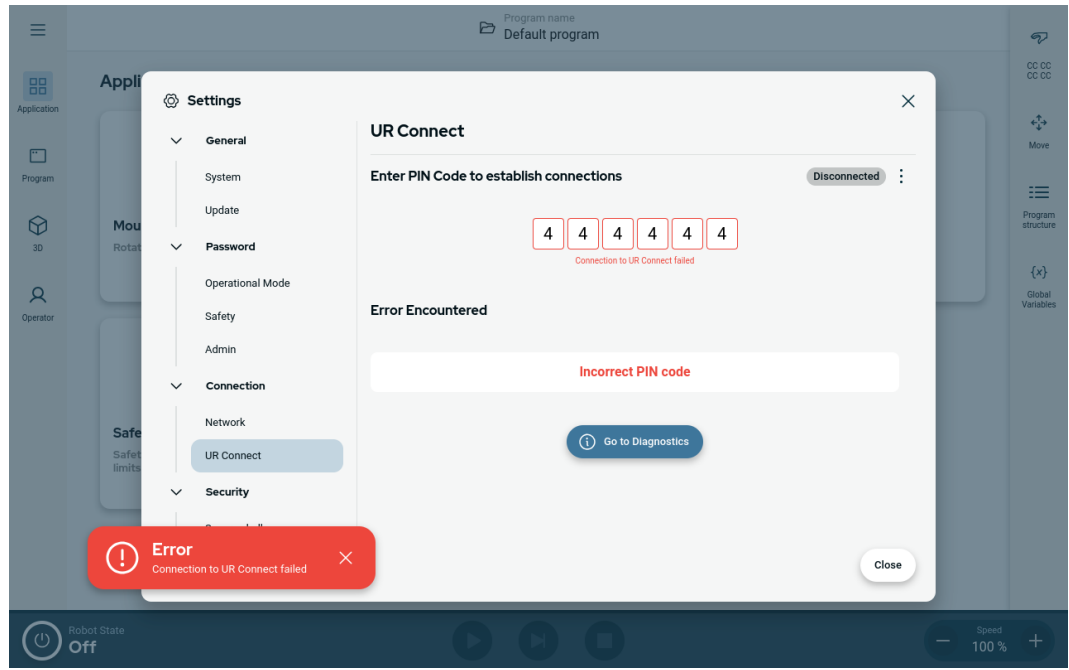 Program name
Default program
Application
Program
3D
Operator
Appli
Mou
Rotat
Safe
Safet
limits
Settings
General
System
Update
Password
Operational Mode
Safety
Admin
Connection
Network
UR Connect
Security
UR Connect
Enter PIN Code to establish connections
Disconnected
4 4 4 4 4 4
Connection to UR Connect failed
Error Encountered
Incorrect PIN code
Go to Diagnostics
Close
Error
Connection to UR Connect failed
CC CC
CC CC
Move
Program
structure
{x}
Global
Variables
Robot State
Off
Speed
100 %